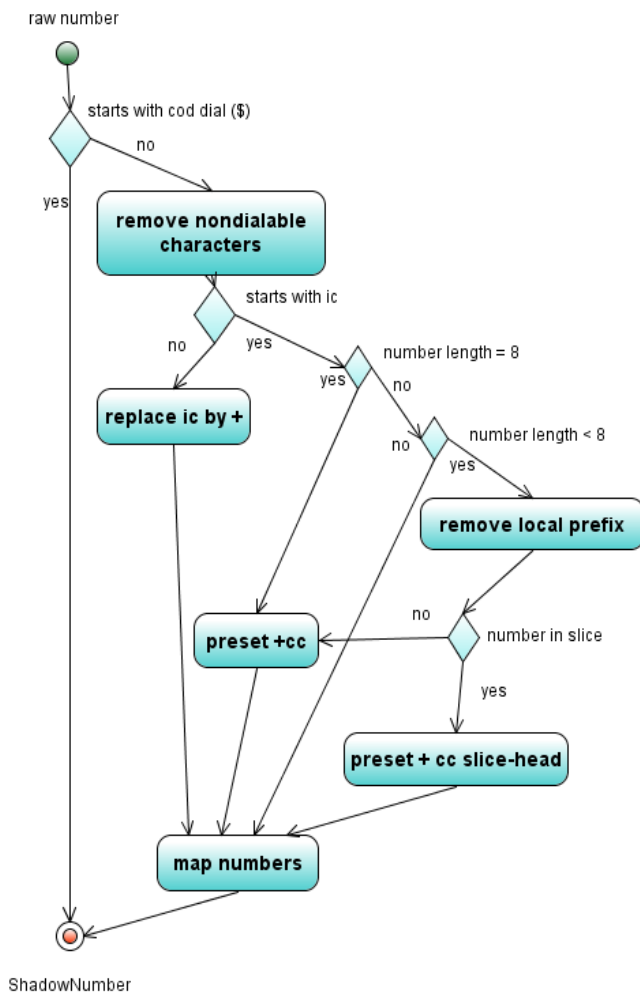 raw number
starts with cod dial ($)
no
yes
remove nondialable
characters
starts with ic
no
yes
number length = 8
yes
no
replace ic by +
number length < 8
no
yes
remove local prefix
no
number in slice
preset +cc
yes
preset + cc slice-head
map numbers
ShadowNumber